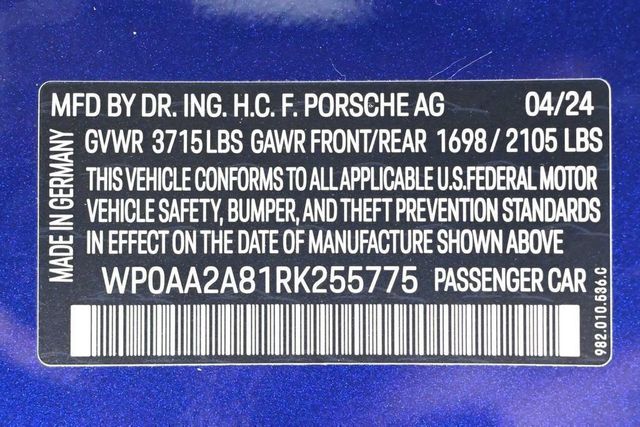 MFD BY DR. ING. H.C. F. PORSCHE AG 04/24
GVWR 3715 LBS GAWR FRONT/REAR 1698 / 2105 LBS
THIS VEHICLE CONFORMS TO ALL APPLICABLE U.S.FEDERAL MOTOR
VEHICLE SAFETY, BUMPER, AND THEFT PREVENTION STANDARDS
IN EFFECT ON THE DATE OF MANUFACTURE SHOWN ABOVE
WP0AA2A81RK255775 PASSENGER CAR
MADE IN GERMANY
982.010.536.C